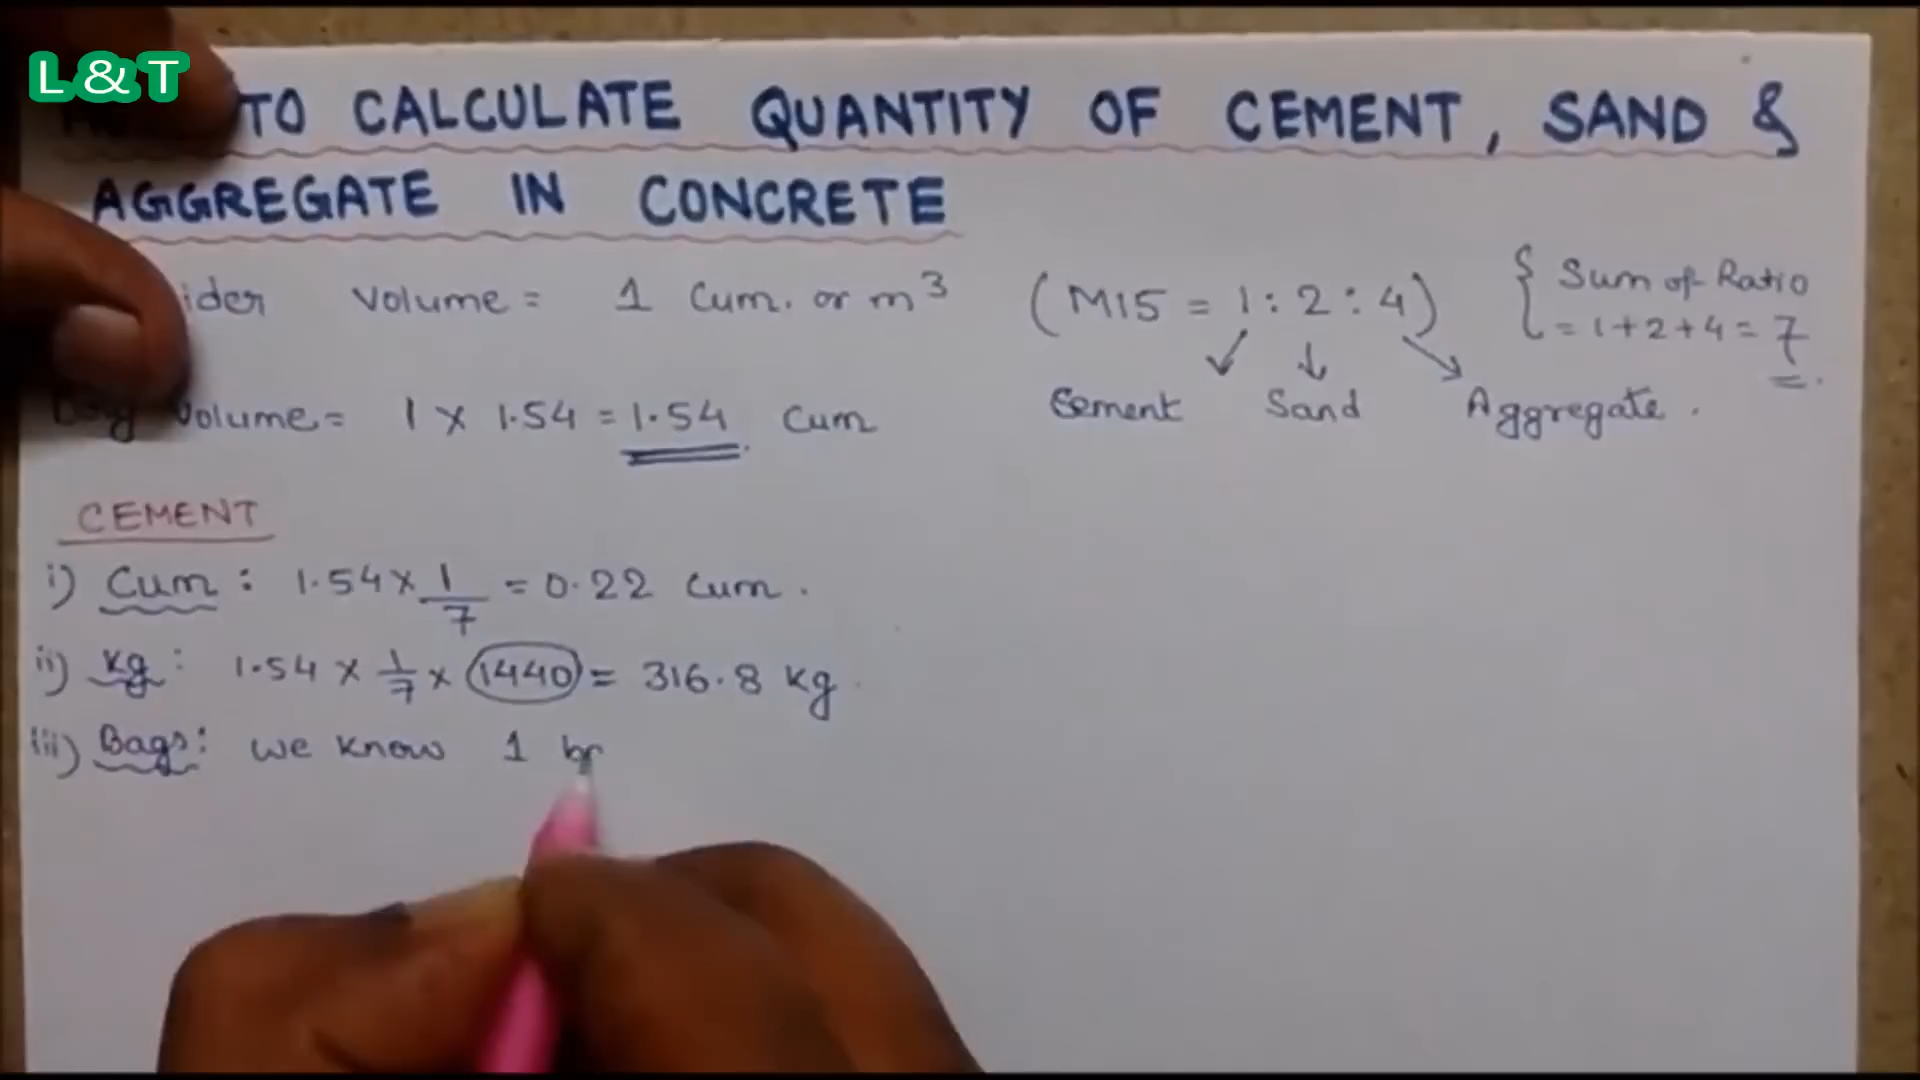 L&T
TO CALCULATE QUANTITY OF CEMENT, SAND &
AGGREGATE IN CONCRETE
ider Volume = 1 Cum. or m³ (M15 = 1:2:4) { Sum of Ratio
= 1+2+4 = 7
Volume = 1 x 1.54 = 1.54 Cum Cement Sand Aggregate.
CEMENT
i) Cum: 1.54 x 1/7 = 0.22 Cum.
ii) kg: 1.54 x 1/7 x 1440 = 316.8 kg.
iii) Bags: we know 1